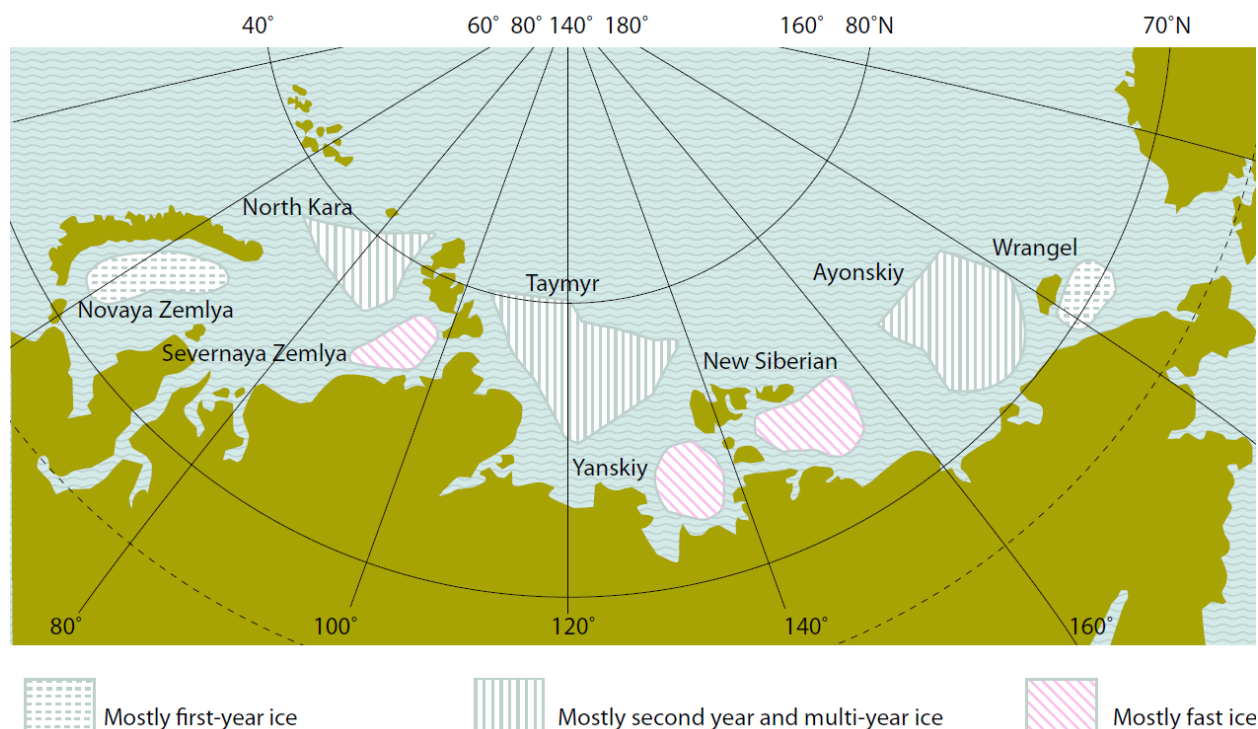 40° 60° 80° 140° 180° 160° 80°N 70°N
North Kara
Wrangel
Ayonskiy
Taymyr
Novaya Zemlya
Severnaya Zemlya
New Siberian
Yanskiy
80° 100° 120° 140° 160°
Mostly first-year ice Mostly second year and multi-year ice Mostly fast ice